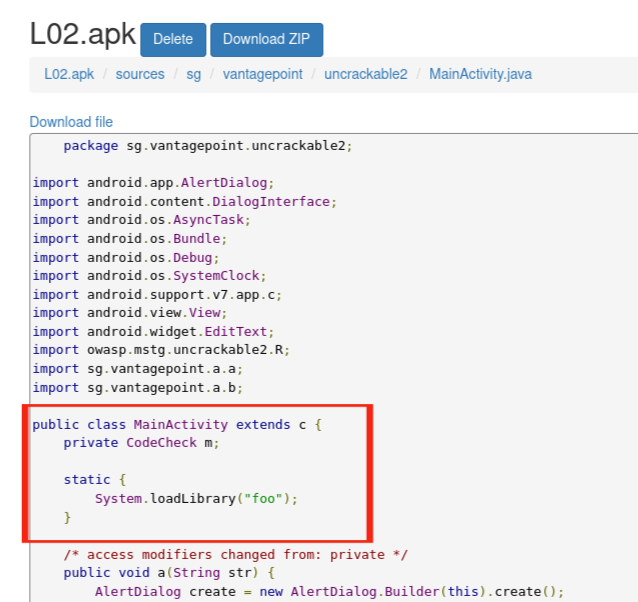 L02.apk Delete Download ZIP
L02.apk / sources / sg / vantagepoint / uncrackable2 / MainActivity.java
Download file
package sg.vantagepoint.uncrackable2;
import android.app.AlertDialog;
import android.content.DialogInterface;
import android.os.AsyncTask;
import android.os.Bundle;
import android.os.Debug;
import android.os.SystemClock;
import android.support.v7.app.c;
import android.view.View;
import android.widget.EditText;
import owasp.mstg.uncrackable2.R;
import sg.vantagepoint.a.a;
import sg.vantagepoint.a.b;
public class MainActivity extends c {
    private CodeCheck m;
    static {
        System.loadLibrary("foo");
    }
    /* access modifiers changed from: private */
    public void a(String str) {
        AlertDialog create = new AlertDialog.Builder(this).create();